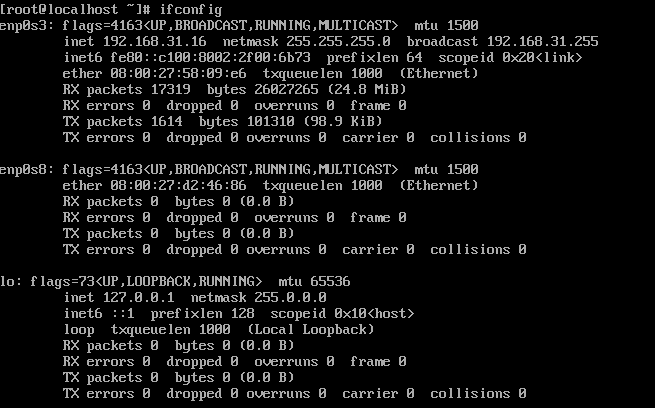 [root@localhost ~]# ifconfig
enp0s3: flags=4163<UP,BROADCAST,RUNNING,MULTICAST>  mtu 1500
        inet 192.168.31.16  netmask 255.255.255.0  broadcast 192.168.31.255
        inet6 fe80::c100:8002:2f00:6b73  prefixlen 64  scopeid 0x20<link>
        ether 08:00:27:58:09:e6  txqueuelen 1000  (Ethernet)
        RX packets 17319  bytes 26027265 (24.8 MiB)
        RX errors 0  dropped 0  overruns 0  frame 0
        TX packets 1614  bytes 101310 (98.9 KiB)
        TX errors 0  dropped 0 overruns 0  carrier 0  collisions 0
enp0s8: flags=4163<UP,BROADCAST,RUNNING,MULTICAST>  mtu 1500
        ether 08:00:27:d2:46:86  txqueuelen 1000  (Ethernet)
        RX packets 0  bytes 0 (0.0 B)
        RX errors 0  dropped 0  overruns 0  frame 0
        TX packets 0  bytes 0 (0.0 B)
        TX errors 0  dropped 0 overruns 0  carrier 0  collisions 0
lo: flags=73<UP,LOOPBACK,RUNNING>  mtu 65536
        inet 127.0.0.1  netmask 255.0.0.0
        inet6 ::1  prefixlen 128  scopeid 0x10<host>
        loop  txqueuelen 1000  (Local Loopback)
        RX packets 0  bytes 0 (0.0 B)
        RX errors 0  dropped 0  overruns 0  frame 0
        TX packets 0  bytes 0 (0.0 B)
        TX errors 0  dropped 0 overruns 0  carrier 0  collisions 0